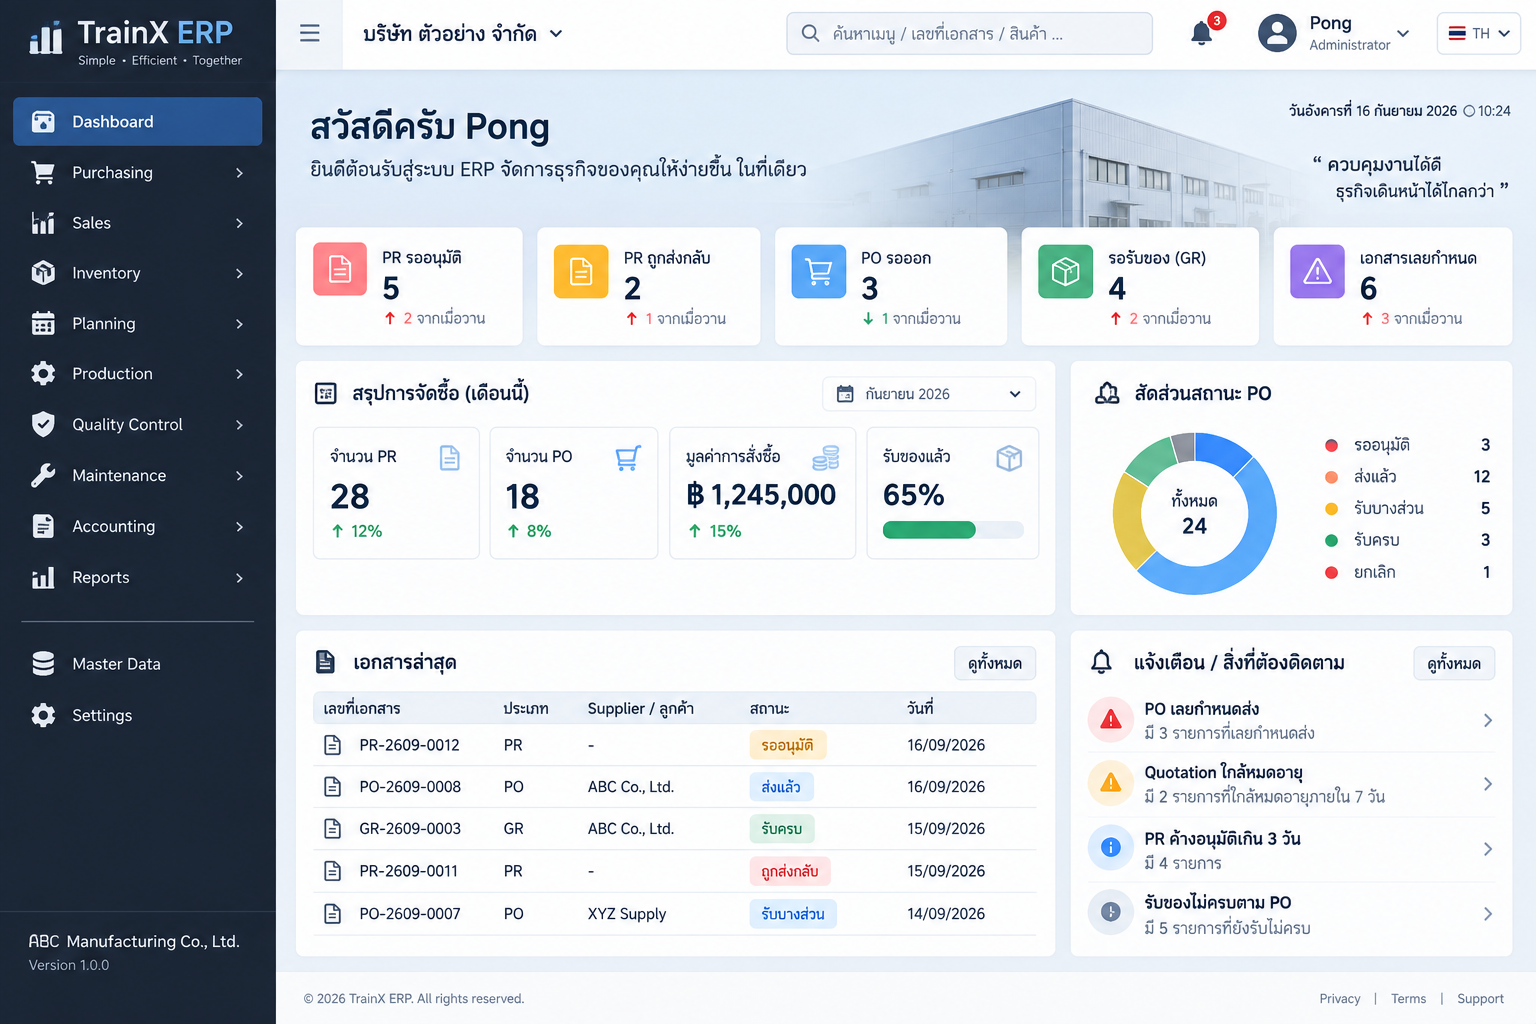 TrainX ERP
Simple • Efficient • Together
Dashboard
Purchasing
Sales
Inventory
Planning
Production
Quality Control
Maintenance
Accounting
Reports
Master Data
Settings
ABC Manufacturing Co., Ltd.
Version 1.0.0
บริษัท ตัวอย่าง จำกัด
ค้นหาเมนู / เลขที่เอกสาร / สินค้า ...
3
Pong
Administrator
TH
สวัสดีครับ Pong
ยินดีต้อนรับสู่ระบบ ERP จัดการธุรกิจของคุณให้ง่ายขึ้น ในที่เดียว
วันอังคารที่ 16 กันยายน 2026 10:24
“ ควบคุมงานได้ดี
ธุรกิจเดินหน้าได้ไกลกว่า ”
PR รออนุมัติ
5
↑ 2 จากเมื่อวาน
PR ถูกส่งกลับ
2
↑ 1 จากเมื่อวาน
PO รอออก
3
↓ 1 จากเมื่อวาน
รอรับของ (GR)
4
↑ 2 จากเมื่อวาน
เอกสารเลยกำหนด
6
↑ 3 จากเมื่อวาน
สรุปการจัดซื้อ (เดือนนี้)
กันยายน 2026
จำนวน PR
28
↑ 12%
จำนวน PO
18
↑ 8%
มูลค่าการสั่งซื้อ
฿ 1,245,000
↑ 15%
รับของแล้ว
65%
สัดส่วนสถานะ PO
ทั้งหมด
24
รออนุมัติ 3
ส่งแล้ว 12
รับบางส่วน 5
รับครบ 3
ยกเลิก 1
เอกสารล่าสุด
ดูทั้งหมด
เลขที่เอกสาร ประเภท Supplier / ลูกค้า สถานะ วันที่
PR-2609-0012 PR - รออนุมัติ 16/09/2026
PO-2609-0008 PO ABC Co., Ltd. ส่งแล้ว 16/09/2026
GR-2609-0003 GR ABC Co., Ltd. รับครบ 15/09/2026
PR-2609-0011 PR - ถูกส่งกลับ 15/09/2026
PO-2609-0007 PO XYZ Supply รับบางส่วน 14/09/2026
แจ้งเตือน / สิ่งที่ต้องติดตาม
ดูทั้งหมด
PO เลยกำหนดส่ง
มี 3 รายการที่เลยกำหนดส่ง
Quotation ใกล้หมดอายุ
มี 2 รายการที่ใกล้หมดอายุภายใน 7 วัน
PR ค้างอนุมัติเกิน 3 วัน
มี 4 รายการ
รับของไม่ครบตาม PO
มี 5 รายการที่ยังรับไม่ครบ
© 2026 TrainX ERP. All rights reserved.
Privacy | Terms | Support